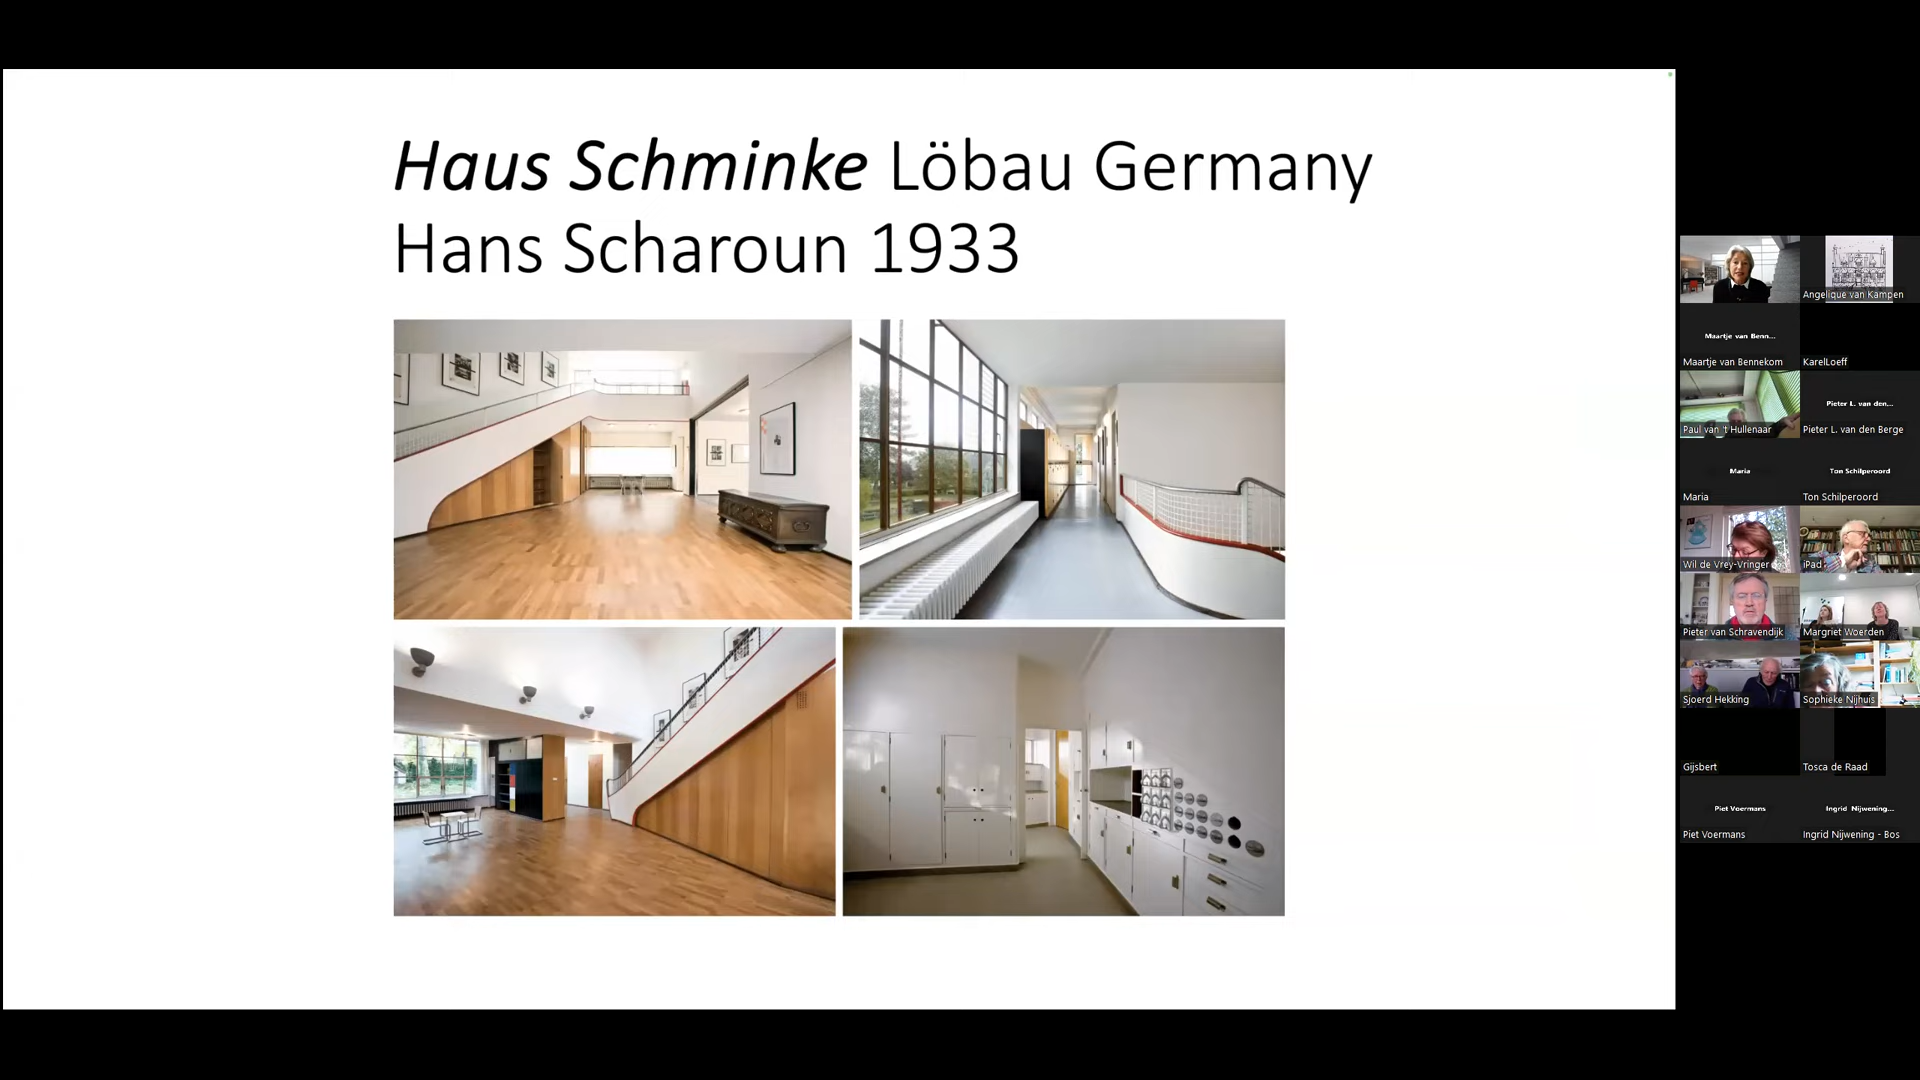 Haus Schminke Löbau Germany
Hans Scharoun 1933
Angelique van Kampen
Maartje van Benn...
Maartje van Bennekom
KarelLoeff
Paul van 't Hullenaar
Pieter L. van den...
Pieter L. van den Berge
Maria
Maria
Ton Schilperoord
Ton Schilperoord
Wil de Vrey-Vringer
iPad
Pieter van Schravendijk
Margriet Woerden
Sjoerd Hekking
Sophieke Nijhuis
Gijsbert
Tosca de Raad
Piet Voermans
Piet Voermans
Ingrid Nijwening...
Ingrid Nijwening - Bos